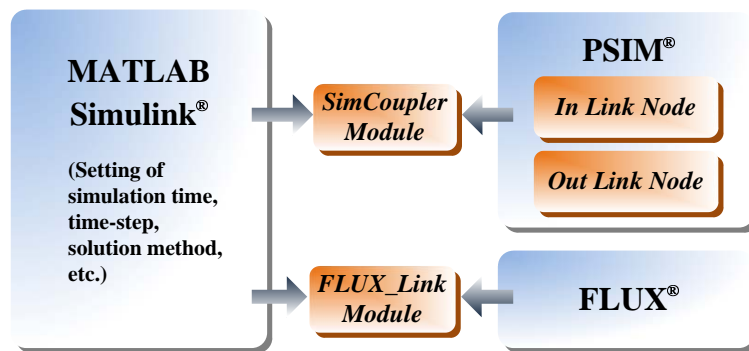 MATLAB
Simulink®
(Setting of
simulation time,
time-step,
solution method,
etc.)
SimCoupler
Module
FLUX_Link
Module
PSIM®
In Link Node
Out Link Node
FLUX®